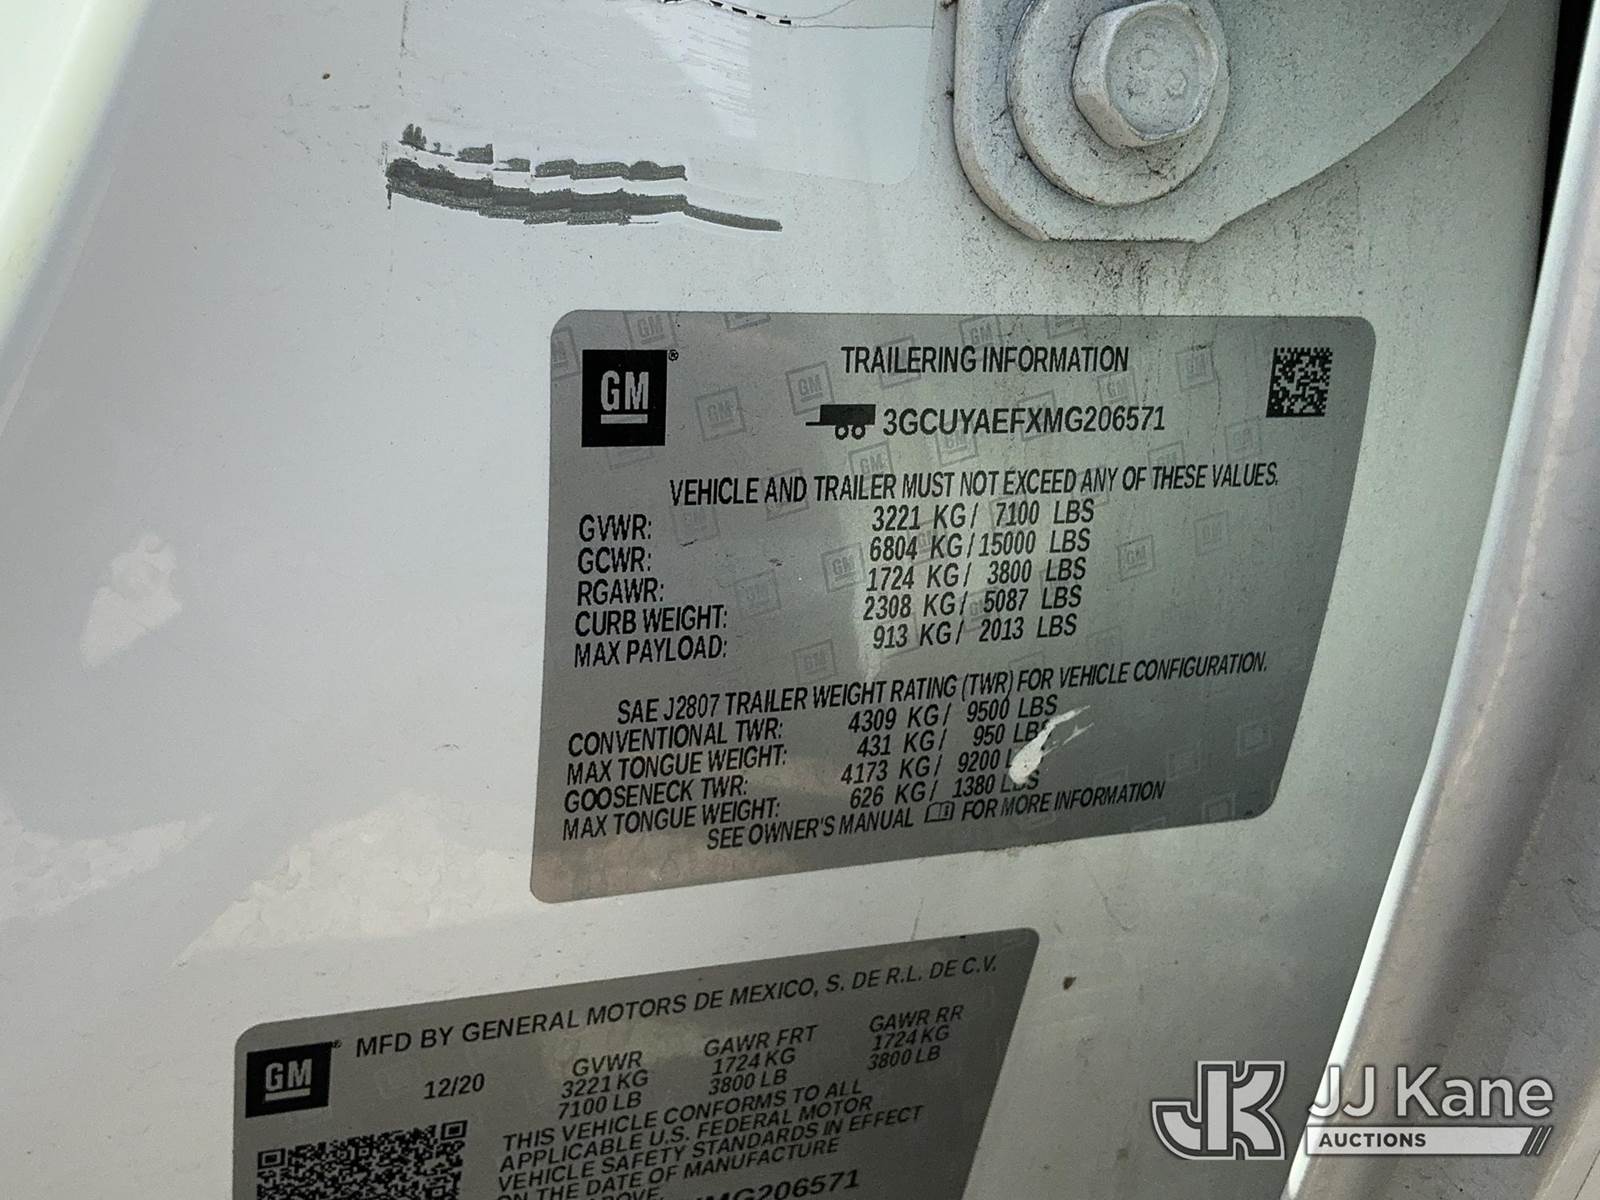 GM®
TRAILERING INFORMATION
3GCUYAEFXMG206571
VEHICLE AND TRAILER MUST NOT EXCEED ANY OF THESE VALUES.
GVWR: 3221 KG / 7100 LBS
GCWR: 6804 KG / 15000 LBS
RGAWR: 1724 KG / 3800 LBS
CURB WEIGHT: 2308 KG / 5087 LBS
MAX PAYLOAD: 913 KG / 2013 LBS
SAE J2807 TRAILER WEIGHT RATING (TWR) FOR VEHICLE CONFIGURATION.
CONVENTIONAL TWR: 4309 KG / 9500 LBS
MAX TONGUE WEIGHT: 431 KG / 950 LBS
GOOSENECK TWR: 4173 KG / 9200
MAX TONGUE WEIGHT: 626 KG / 1380 LBS
SEE OWNER'S MANUAL FOR MORE INFORMATION
GM®
MFD BY GENERAL MOTORS DE MEXICO, S. DE R.L. DE C.V.
12/20 GVWR GAWR FRT GAWR RR
3221 KG 1724 KG 1724 KG
7100 LB 3800 LB 3800 LB
THIS VEHICLE CONFORMS TO ALL
APPLICABLE U.S. FEDERAL MOTOR
VEHICLE SAFETY STANDARDS IN EFFECT
ON THE DATE OF MANUFACTURE
ABOVE.
MG206571
JK JJ Kane
AUCTIONS